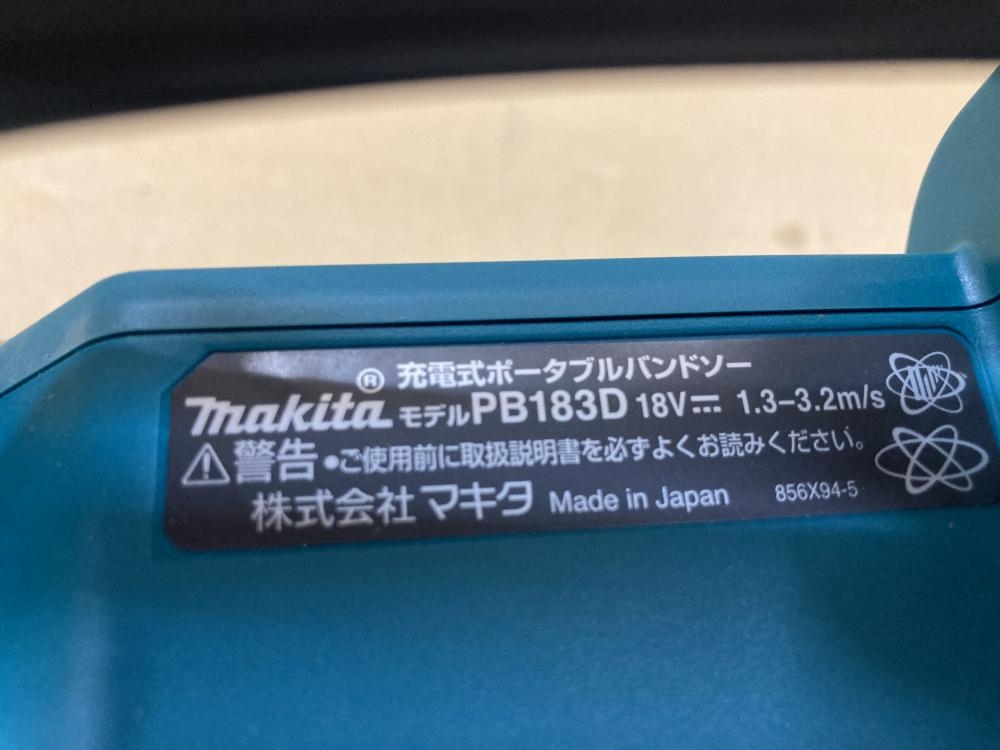 充電式ポータブルバンドソー
makita® モデルPB183D 18V⎓ 1.3-3.2m/s
⚠警告 •ご使用前に取扱説明書を必ずよくお読みください。
株式会社マキタ Made in Japan 856X94-5